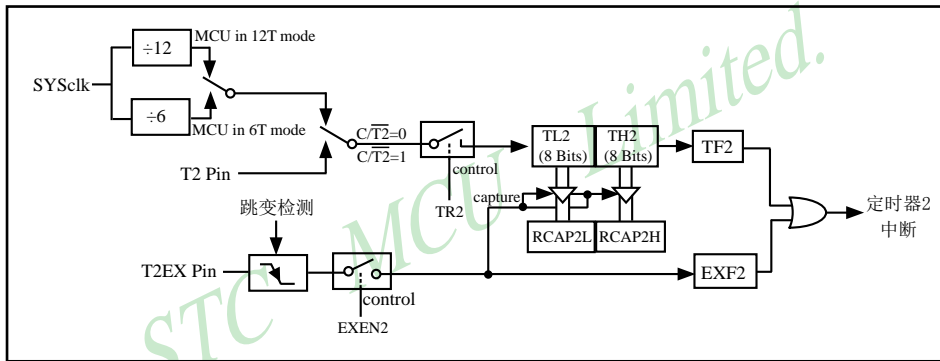 ÷12
MCU in 12T mode
SYSclk
÷6
MCU in 6T mode
C/T2=0
C/T2=1
T2 Pin
control
TR2
TL2
(8 Bits)
TH2
(8 Bits)
TF2
capture
RCAP2L
RCAP2H
定时器2
中断
跳变检测
T2EX Pin
control
EXEN2
EXF2
STC MCU Limited.